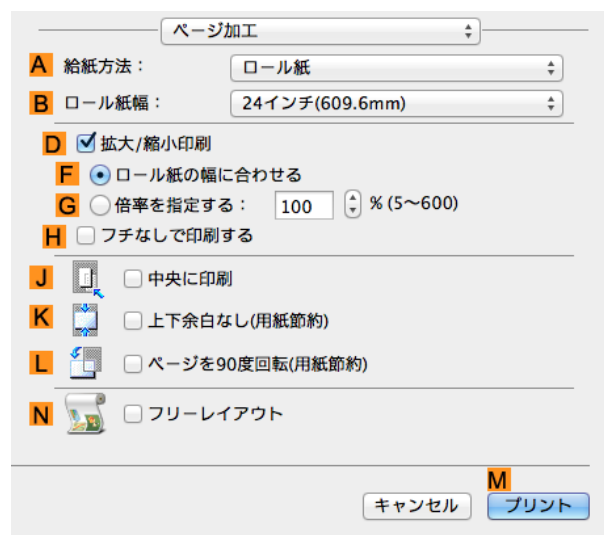 ページ加工
A 給紙方法： ロール紙
B ロール紙幅： 24インチ(609.6mm)
D 拡大/縮小印刷
F ロール紙の幅に合わせる
G 倍率を指定する： 100 % (5〜600)
H フチなしで印刷する
J 中央に印刷
K 上下余白なし(用紙節約)
L ページを90度回転(用紙節約)
N フリーレイアウト
M
キャンセル プリント